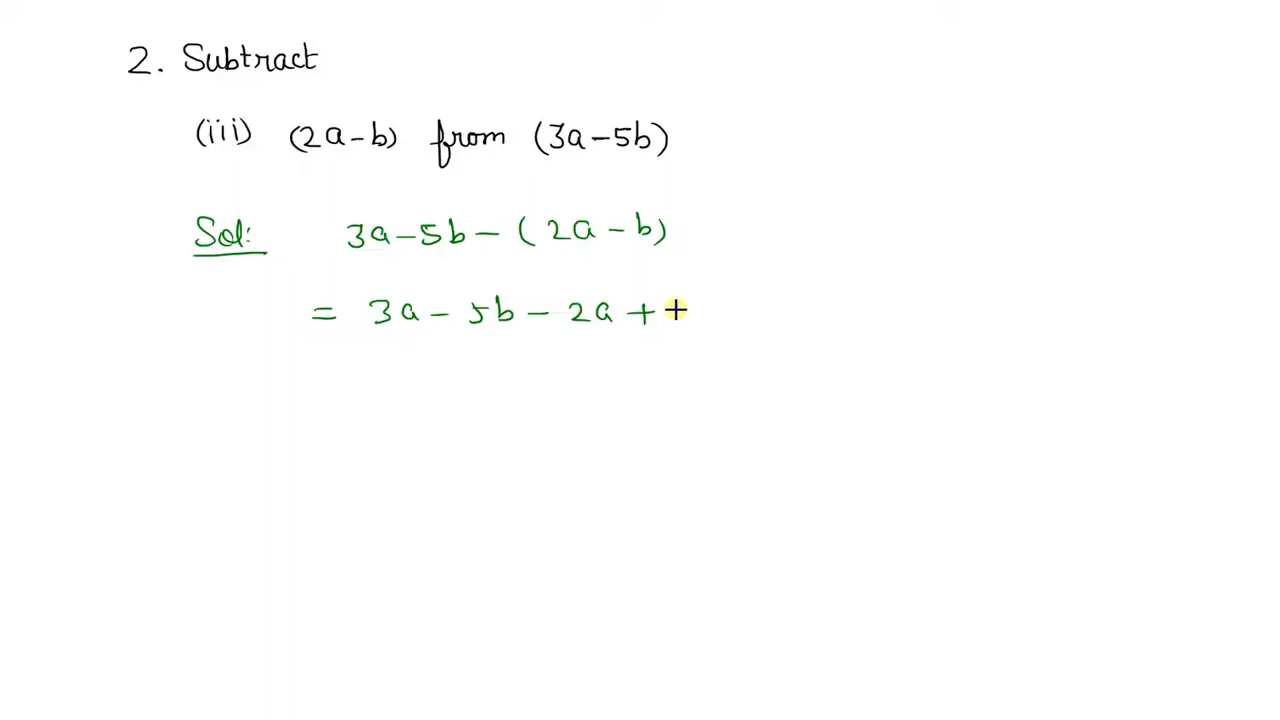 2. Subtract
(iii) (2a-b) from (3a-5b)
Sol: 3a-5b-(2a-b)
= 3a-5b-2a+